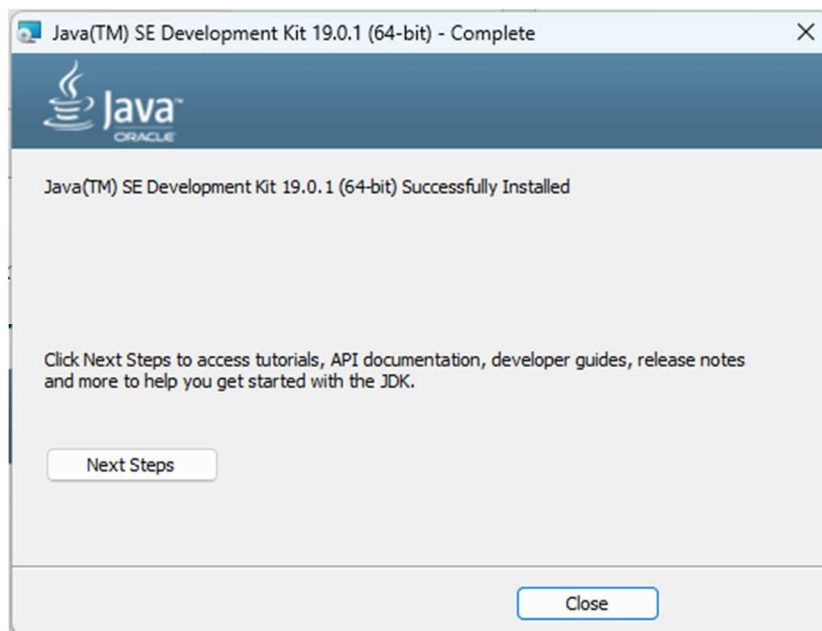 Java(TM) SE Development Kit 19.0.1 (64-bit) - Complete
Java™
ORACLE
Java(TM) SE Development Kit 19.0.1 (64-bit) Successfully Installed
Click Next Steps to access tutorials, API documentation, developer guides, release notes
and more to help you get started with the JDK.
Next Steps
Close